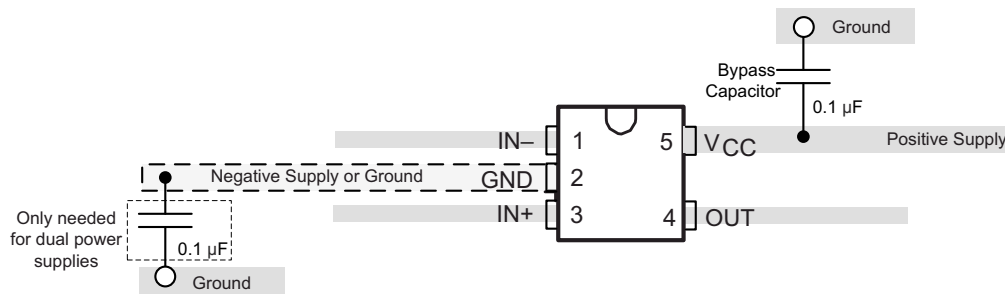 Ground
Bypass
Capacitor
0.1 µF
IN–
1
5
VCC
Positive Supply
Negative Supply or Ground
GND
2
IN+
3
4
OUT
Only needed
for dual power
supplies
0.1 µF
Ground